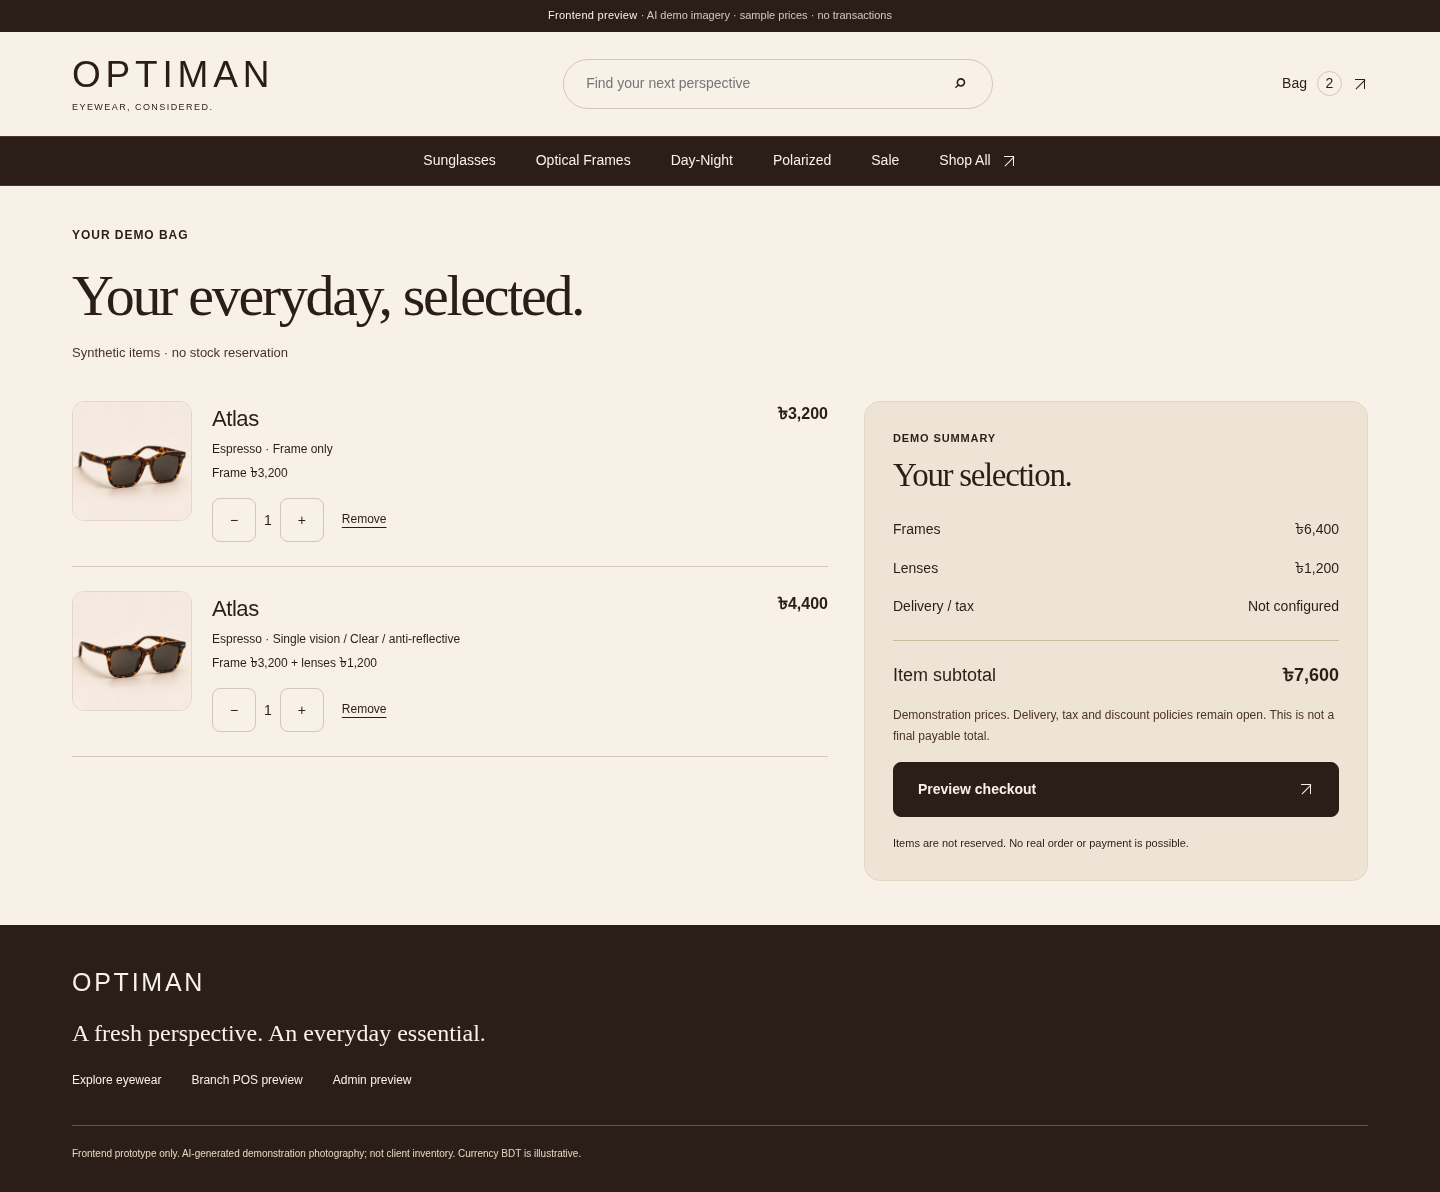 Frontend preview · AI demo imagery · sample prices · no transactions
OPTIMAN
EYEWEAR, CONSIDERED.
Find your next perspective
Bag 2
Sunglasses Optical Frames Day-Night Polarized Sale Shop All
YOUR DEMO BAG
Your everyday, selected.
Synthetic items · no stock reservation
Atlas
৳3,200
Espresso · Frame only
Frame ৳3,200
− 1 + Remove
Atlas
৳4,400
Espresso · Single vision / Clear / anti-reflective
Frame ৳3,200 + lenses ৳1,200
− 1 + Remove
DEMO SUMMARY
Your selection.
Frames ৳6,400
Lenses ৳1,200
Delivery / tax Not configured
Item subtotal ৳7,600
Demonstration prices. Delivery, tax and discount policies remain open. This is not a
final payable total.
Preview checkout
Items are not reserved. No real order or payment is possible.
OPTIMAN
A fresh perspective. An everyday essential.
Explore eyewear Branch POS preview Admin preview
Frontend prototype only. AI-generated demonstration photography; not client inventory. Currency BDT is illustrative.